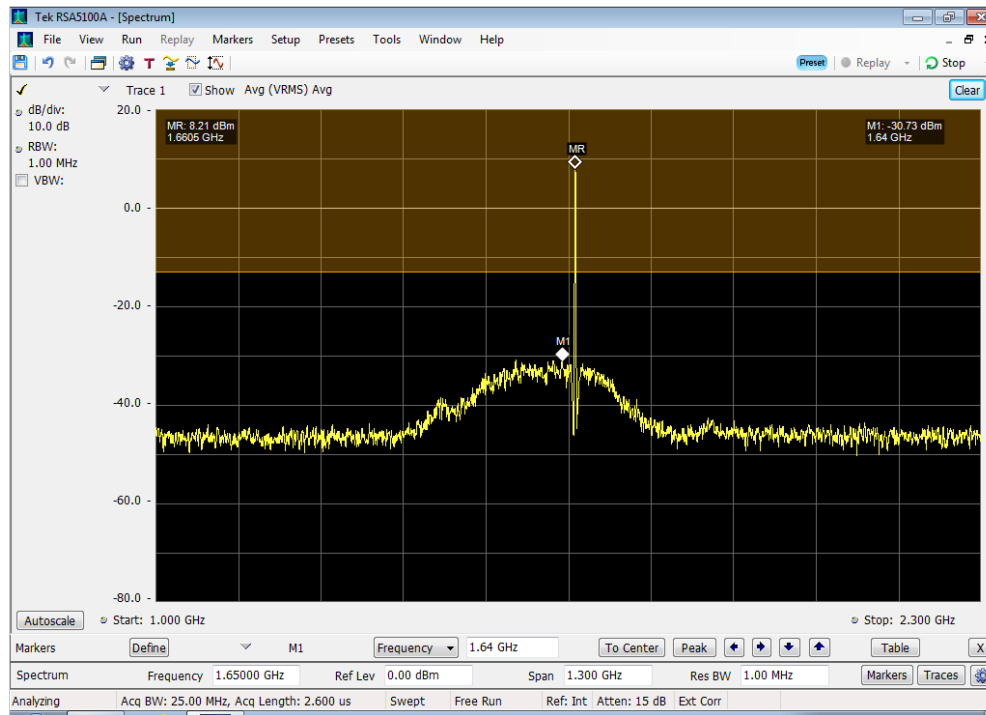 Tek RSA5100A - [Spectrum]
File View Run Replay Markers Setup Presets Tools Window Help
T Preset Replay Stop
Trace 1 Show Avg (VRMS) Avg Clear
dB/div:
10.0 dB
RBW:
1.00 MHz
VBW:
20.0
MR: 8.21 dBm
1.6605 GHz
M1: -30.73 dBm
1.64 GHz
MR
0.0
-20.0
M1
-40.0
-60.0
-80.0
Autoscale Start: 1.000 GHz Stop: 2.300 GHz
Markers Define M1 Frequency 1.64 GHz To Center Peak Table X
Spectrum Frequency 1.65000 GHz Ref Lev 0.00 dBm Span 1.300 GHz Res BW 1.00 MHz Markers Traces
Analyzing Acq BW: 25.00 MHz, Acq Length: 2.600 us Swept Free Run Ref: Int Atten: 15 dB Ext Corr